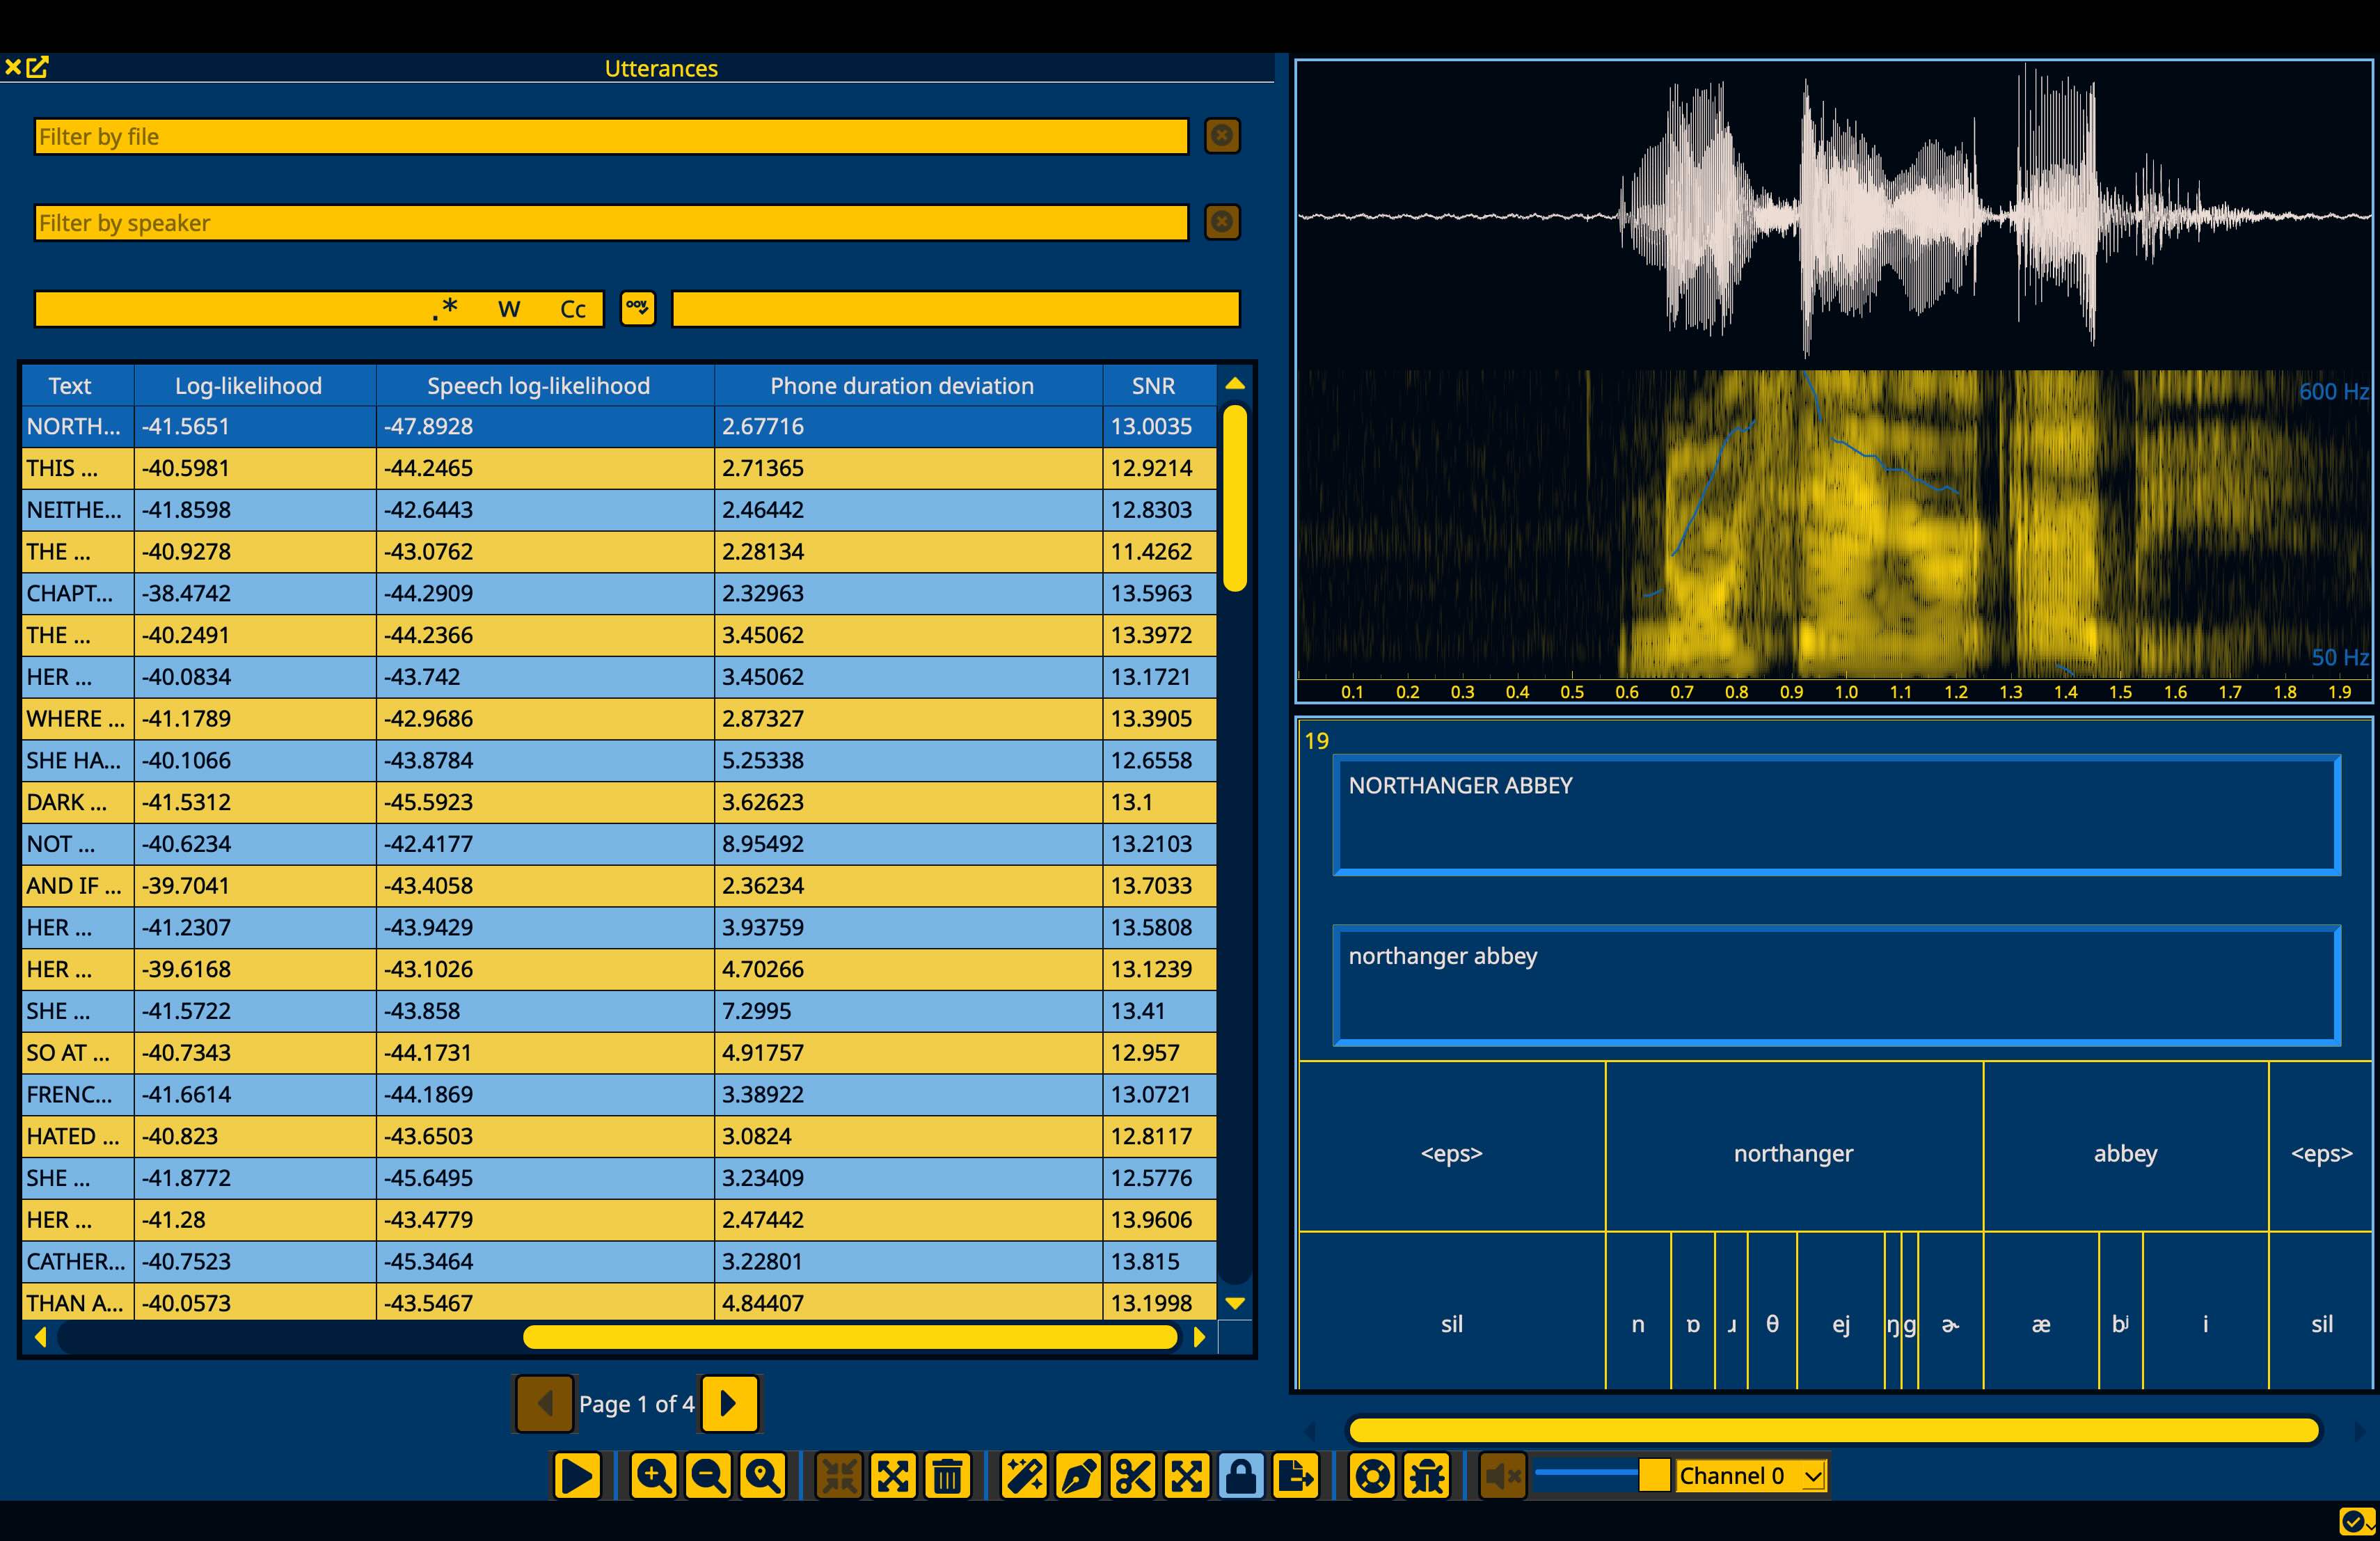 Utterances
Filter by file
Filter by speaker
.* W Cc oov
Text Log-likelihood Speech log-likelihood Phone duration deviation SNR
NORTH... -41.5651 -47.8928 2.67716 13.0035
THIS ... -40.5981 -44.2465 2.71365 12.9214
NEITHE... -41.8598 -42.6443 2.46442 12.8303
THE ... -40.9278 -43.0762 2.28134 11.4262
CHAPT... -38.4742 -44.2909 2.32963 13.5963
THE ... -40.2491 -44.2366 3.45062 13.3972
HER ... -40.0834 -43.742 3.45062 13.1721
WHERE ... -41.1789 -42.9686 2.87327 13.3905
SHE HA... -40.1066 -43.8784 5.25338 12.6558
DARK ... -41.5312 -45.5923 3.62623 13.1
NOT ... -40.6234 -42.4177 8.95492 13.2103
AND IF ... -39.7041 -43.4058 2.36234 13.7033
HER ... -41.2307 -43.9429 3.93759 13.5808
HER ... -39.6168 -43.1026 4.70266 13.1239
SHE ... -41.5722 -43.858 7.2995 13.41
SO AT ... -40.7343 -44.1731 4.91757 12.957
FRENC... -41.6614 -44.1869 3.38922 13.0721
HATED ... -40.823 -43.6503 3.0824 12.8117
SHE ... -41.8772 -45.6495 3.23409 12.5776
HER ... -41.28 -43.4779 2.47442 13.9606
CATHER... -40.7523 -45.3464 3.22801 13.815
THAN A... -40.0573 -43.5467 4.84407 13.1998
Page 1 of 4
600 Hz
50 Hz
0.1 0.2 0.3 0.4 0.5 0.6 0.7 0.8 0.9 1.0 1.1 1.2 1.3 1.4 1.5 1.6 1.7 1.8 1.9
19
NORTHANGER ABBEY
northanger abbey
<eps> northanger abbey <eps>
sil n ɒ ɹ θ ej ŋ g ɚ æ bʲ i sil
Channel 0